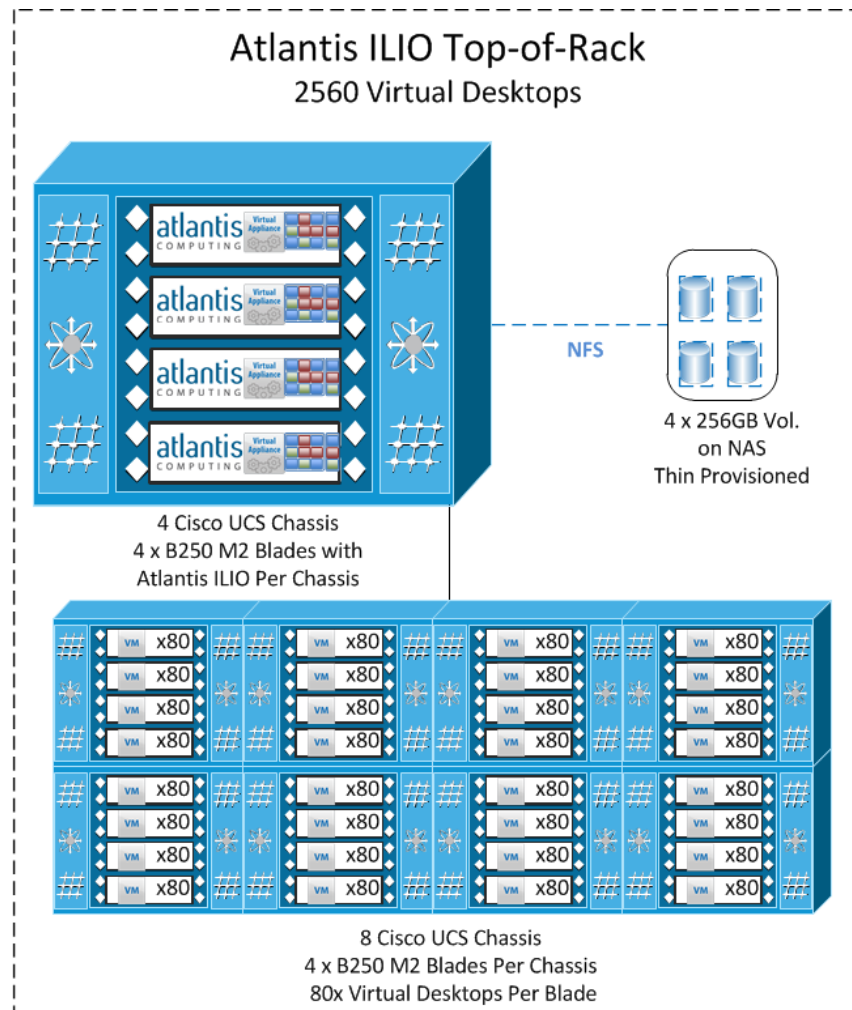 Atlantis ILIO Top-of-Rack
2560 Virtual Desktops
atlantis
COMPUTING
Virtual
Appliance
atlantis
COMPUTING
Virtual
Appliance
atlantis
COMPUTING
Virtual
Appliance
atlantis
COMPUTING
Virtual
Appliance
NFS
4 x 256GB Vol.
on NAS
Thin Provisioned
4 Cisco UCS Chassis
4 x B250 M2 Blades with
Atlantis ILIO Per Chassis
VM x80 VM x80 VM x80 VM x80
VM x80 VM x80 VM x80 VM x80
VM x80 VM x80 VM x80 VM x80
VM x80 VM x80 VM x80 VM x80
VM x80 VM x80 VM x80 VM x80
VM x80 VM x80 VM x80 VM x80
VM x80 VM x80 VM x80 VM x80
VM x80 VM x80 VM x80 VM x80
8 Cisco UCS Chassis
4 x B250 M2 Blades Per Chassis
80x Virtual Desktops Per Blade